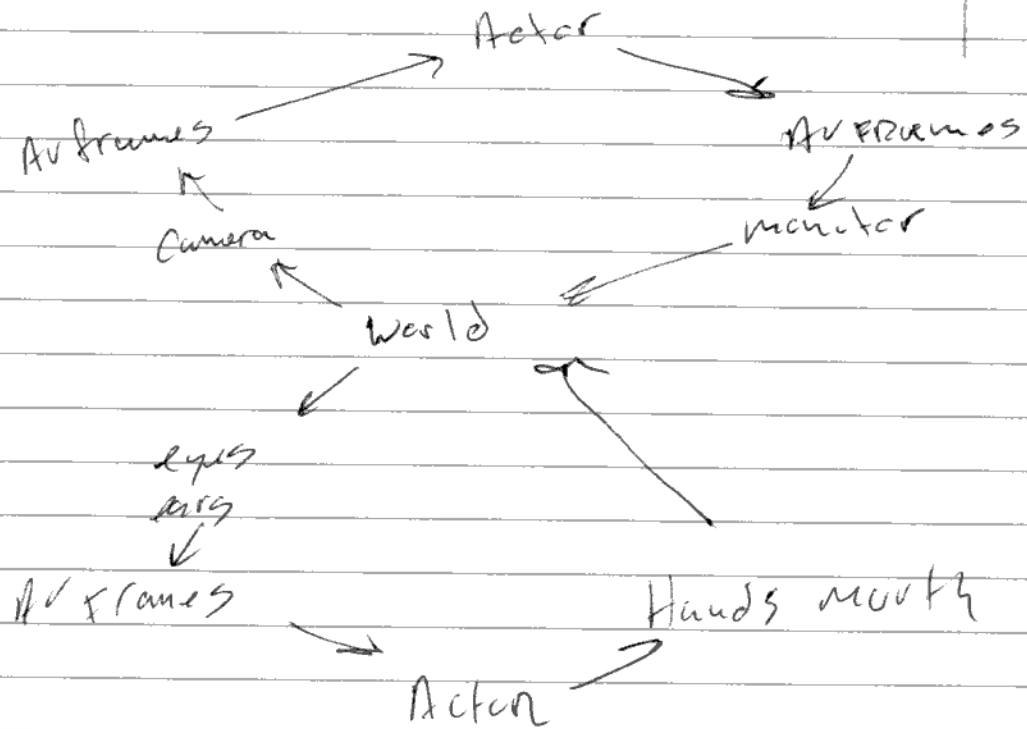 Actor
AV frames
AV Frames
Camera
monitor
World
eyes
ears
AV Frames
Hands mouth
Actor